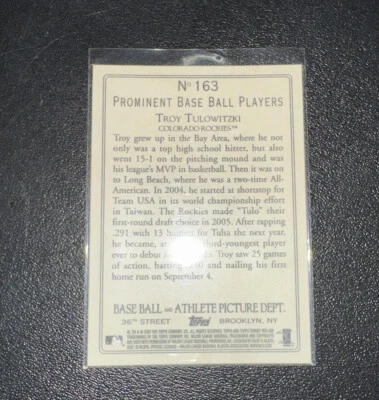 No 163
PROMINENT BASE BALL PLAYERS
TROY TULOWITZKI
COLORADO ROCKIES™
Troy grew up in the Bay Area, where he not
only was a top high school hitter, but also
went 15-1 on the pitching mound and was
his league's MVP in basketball. Then it was on
to Long Beach, where he was a two-time All-
American. In 2004, he started at shortstop for
Team USA in its world championship effort
in Taiwan. The Rockies made "Tulo" their
first-round draft choice in 2005. After rapping
.291 with 13 for Tulsa the next year,
he became, at third-youngest player
ever to debut Troy saw 25 games
of action, batting and nailing his first
home run on September 4.
BASE BALL AND ATHLETE PICTURE DEPT.
36TH STREET Topps BROOKLYN, NY